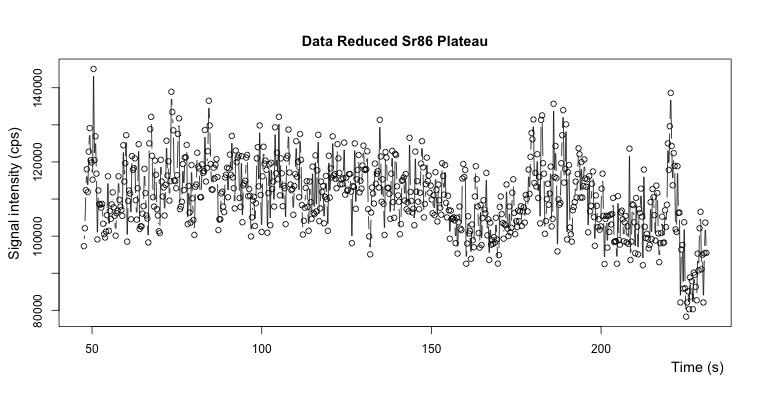 Data Reduced Sr86 Plateau
Signal intensity (cps)
140000
120000
100000
80000
50
100
150
200
Time (s)